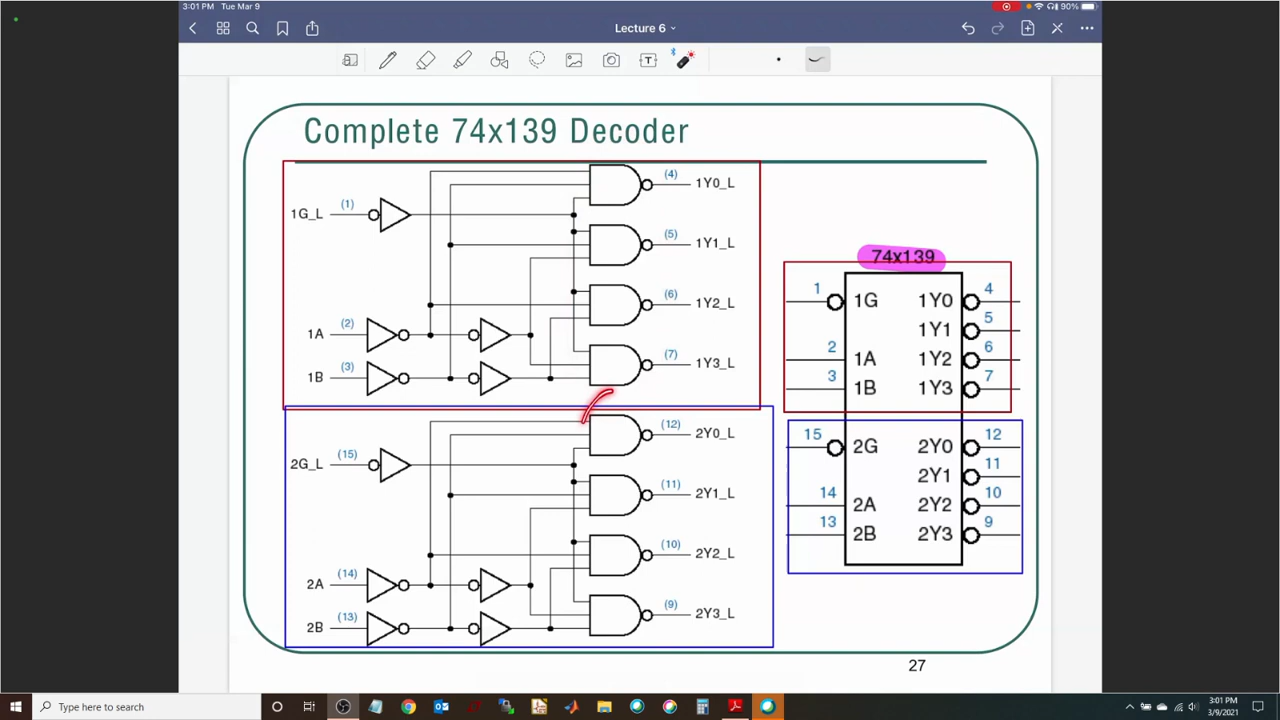 3:01 PM Tue Mar 9
90%
Lecture 6
T
Complete 74x139 Decoder
(4) 1Y0_L
1G_L (1)
(5) 1Y1_L
(6) 1Y2_L
1A (2)
(7) 1Y3_L
1B (3)
(12) 2Y0_L
2G_L (15)
(11) 2Y1_L
(10) 2Y2_L
2A (14)
(9) 2Y3_L
2B (13)
74x139
1 1G 1Y0 4
1Y1 5
2 1A 1Y2 6
3 1B 1Y3 7
15 2G 2Y0 12
2Y1 11
14 2A 2Y2 10
13 2B 2Y3 9
27
Type here to search
3:01 PM
3/9/2021